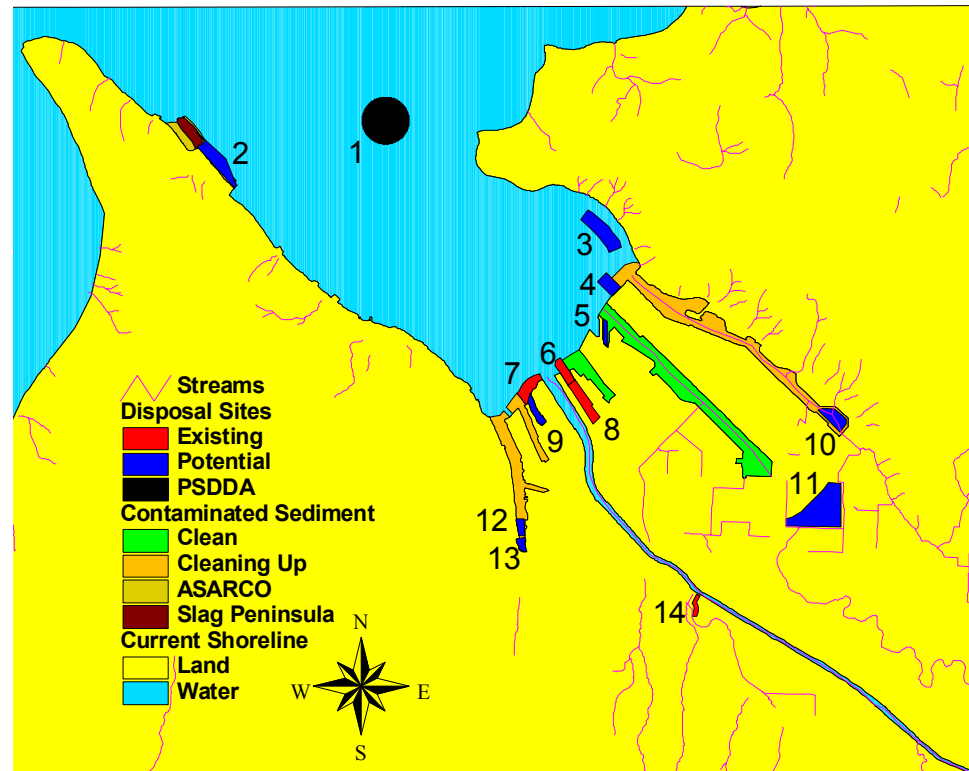 1
2
3
4
5
6
7
8
9
10
11
12
13
14
Streams
Disposal Sites
Existing
Potential
PSDDA
Contaminated Sediment
Clean
Cleaning Up
ASARCO
Slag Peninsula
Current Shoreline
Land
Water
N
W E
S